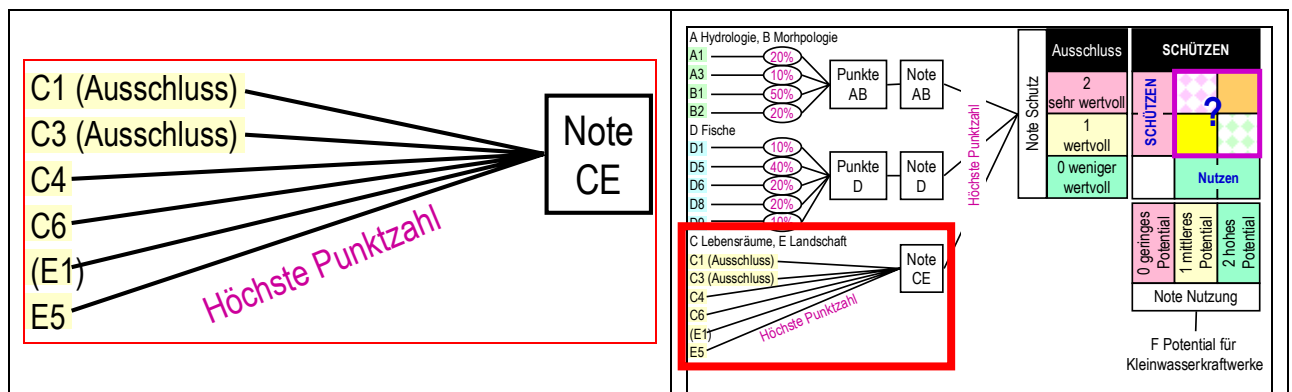 C1 (Ausschluss)
C3 (Ausschluss)
C4
C6
(E1)
E5
Höchste Punktzahl
Note
CE
A Hydrologie, B Morhpologie
A1
20%
A3
10%
B1
50%
B2
20%
Punkte
AB
Note
AB
D Fische
D1
10%
D5
40%
D6
20%
D8
20%
D9
10%
Punkte
D
Note
D
C Lebensräume, E Landschaft
C1 (Ausschluss)
C3 (Ausschluss)
C4
C6
(E1)
E5
Höchste Punktzahl
Note
CE
Höchste Punktzahl
Note Schutz
Ausschluss
2
sehr wertvoll
1
wertvoll
0 weniger
wertvoll
SCHÜTZEN
SCHÜTZEN
?
Nutzen
0 geringes
Potential
1 mittleres
Potential
2 hohes
Potential
Note Nutzung
F Potential für
Kleinwasserkraftwerke